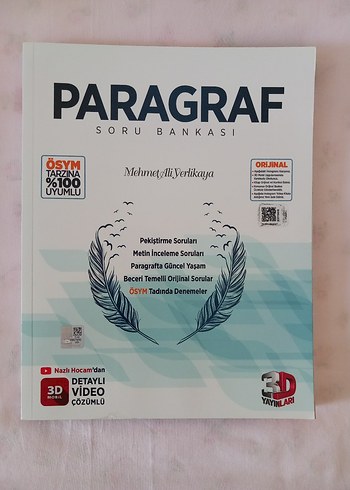 PARAGRAF
SORU BANKASI
ÖSYM
TARZINA
%100
UYUMLU
Mehmet Ali Yerlikaya
ORİJİNAL
Pekiştirme Soruları
Metin İnceleme Soruları
Paragrafta Güncel Yaşam
Beceri Temelli Orijinal Sorular
ÖSYM Tadında Denemeler
Nazlı Hocam'dan
3D
MOBİL
DETAYLI
VİDEO
ÇÖZÜMLÜ
3D
YAYINLARI